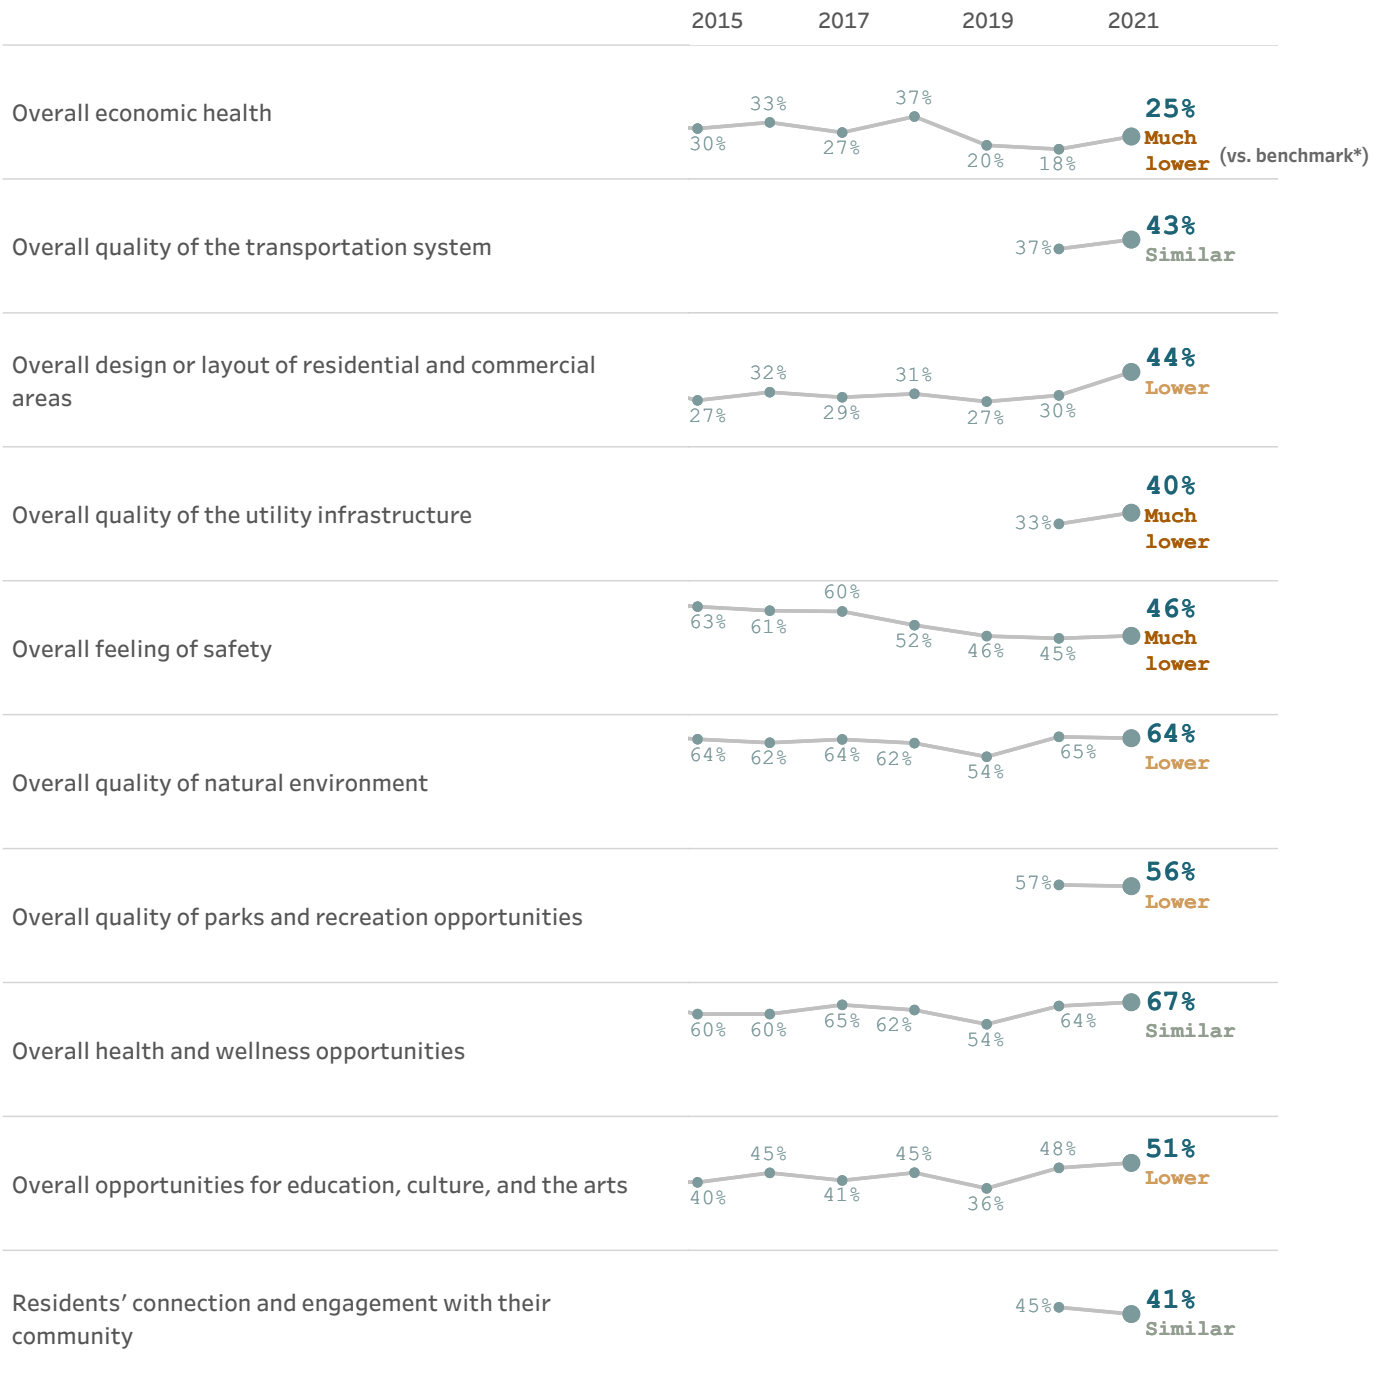 2015 2017 2019 2021
Overall economic health
30% 33% 27% 37% 20% 18% 25%
Much
lower (vs. benchmark*)
Overall quality of the transportation system
37% 43%
Similar
Overall design or layout of residential and commercial
areas
27% 32% 29% 31% 27% 30% 44%
Lower
Overall quality of the utility infrastructure
33% 40%
Much
lower
Overall feeling of safety
63% 61% 60% 52% 46% 45% 46%
Much
lower
Overall quality of natural environment
64% 62% 64% 62% 54% 65% 64%
Lower
Overall quality of parks and recreation opportunities
57% 56%
Lower
Overall health and wellness opportunities
60% 60% 65% 62% 54% 64% 67%
Similar
Overall opportunities for education, culture, and the arts
40% 45% 41% 45% 36% 48% 51%
Lower
Residents’ connection and engagement with their
community
45% 41%
Similar